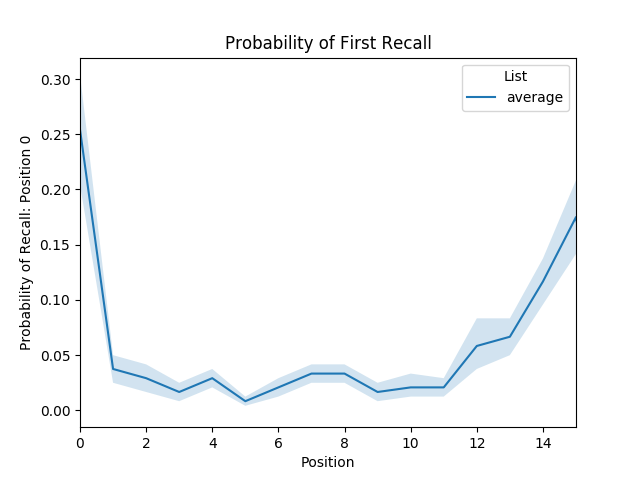 Probability of First Recall
List
average
Probability of Recall: Position 0
0.30
0.25
0.20
0.15
0.10
0.05
0.00
0 2 4 6 8 10 12 14
Position